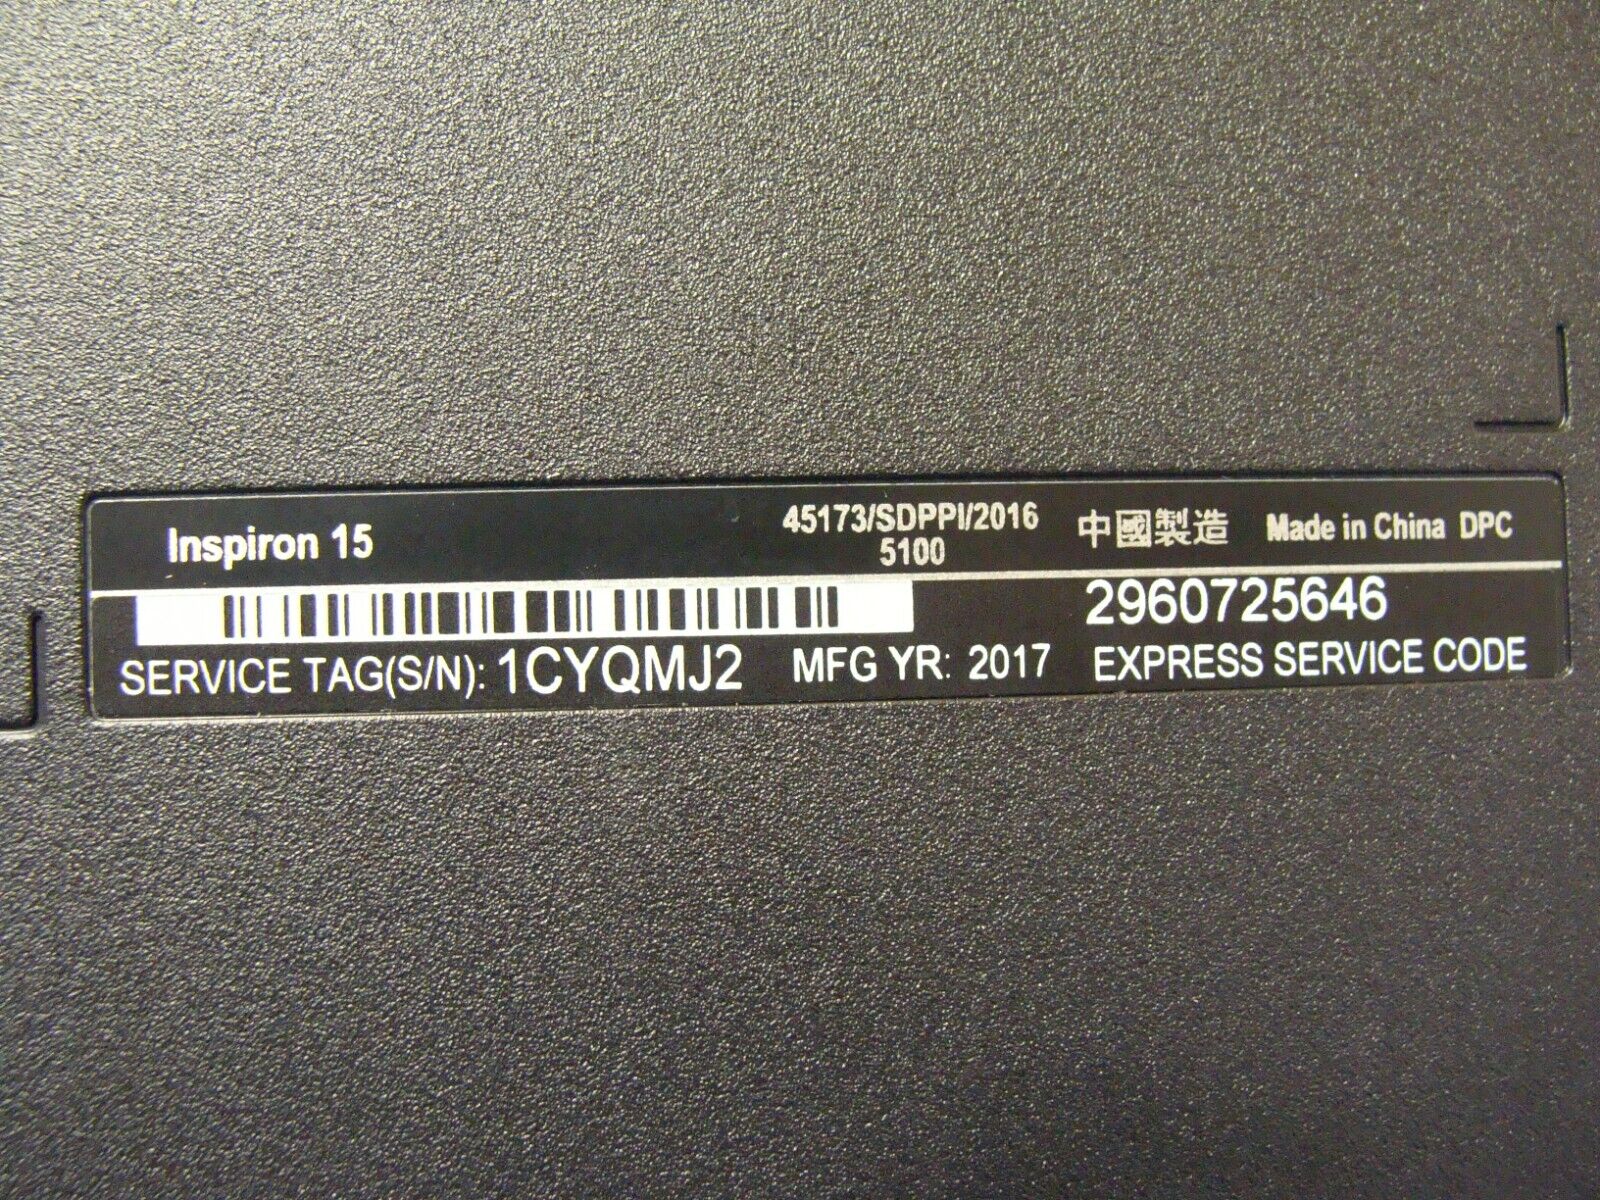 Inspiron 15
45173/SDPPI/2016
5100
中國製造 Made in China DPC
2960725646
SERVICE TAG(S/N): 1CYQMJ2 MFG YR: 2017 EXPRESS SERVICE CODE